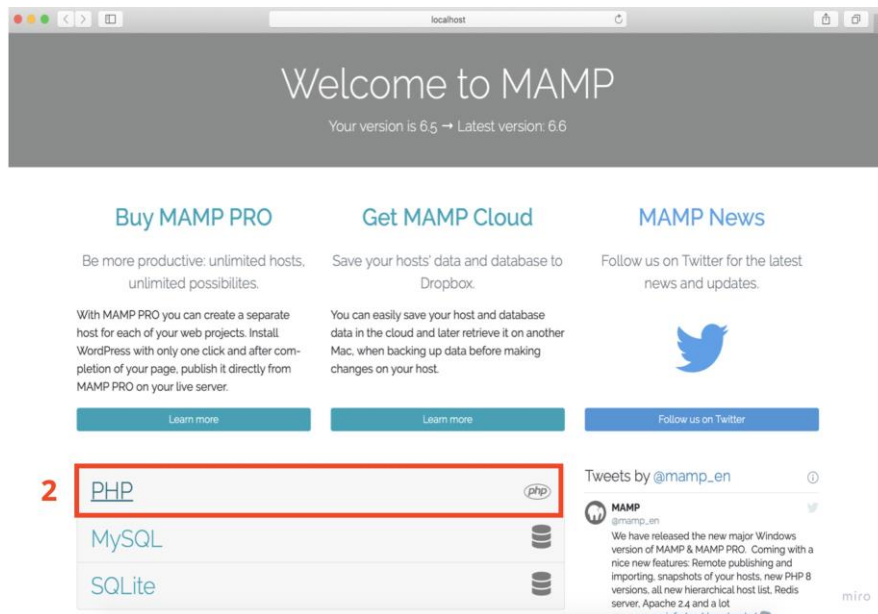 localhost
Welcome to MAMP
Your version is 6.5 → Latest version: 6.6
Buy MAMP PRO
Be more productive: unlimited hosts,
unlimited possibilites.
With MAMP PRO you can create a separate
host for each of your web projects. Install
WordPress with only one click and after com-
pletion of your page, publish it directly from
MAMP PRO on your live server.
Learn more
Get MAMP Cloud
Save your hosts' data and database to
Dropbox.
You can easily save your host and database
data in the cloud and later retrieve it on another
Mac, when backing up data before making
changes on your host.
Learn more
MAMP News
Follow us on Twitter for the latest
news and updates.
Follow us on Twitter
2
PHP
php
MySQL
SQLite
Tweets by @mamp_en
MAMP
@mamp_en
We have released the new major Windows
version of MAMP & MAMP PRO. Coming with a
nice new features: Remote publishing and
importing, snapshots of your hosts, new PHP 8
versions, all new hierarchical host list, Redis
server, Apache 2.4 and a lot
miro